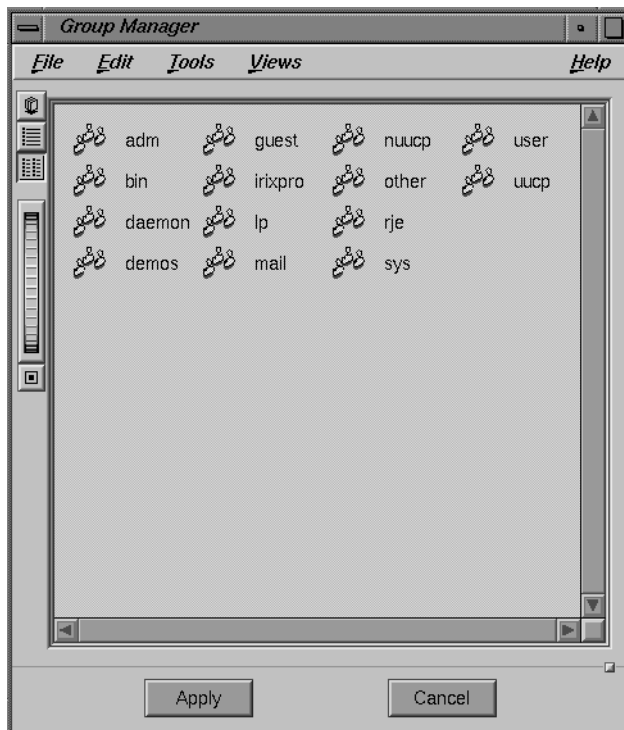 Group Manager
File Edit Tools Views Help
adm guest nuucp user
bin irixpro other uucp
daemon lp rje
demos mail sys
Apply Cancel